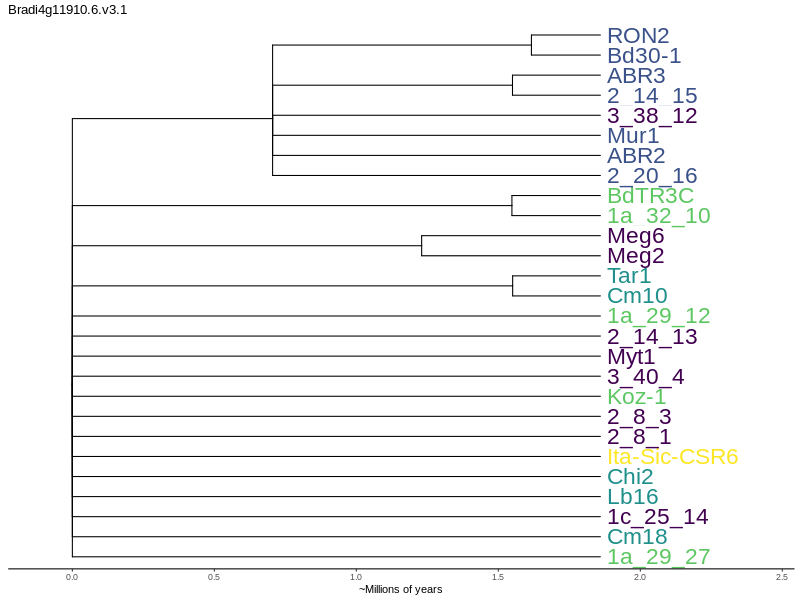 Bradi4g11910.6.v3.1
RON2
Bd30-1
ABR3
2_14_15
3_38_12
Mur1
ABR2
2_20_16
BdTR3C
1a_32_10
Meg6
Meg2
Tar1
Cm10
1a_29_12
2_14_13
Myt1
3_40_4
Koz-1
2_8_3
2_8_1
Ita-Sic-CSR6
Chi2
Lb16
1c_25_14
Cm18
1a_29_27
0.0 0.5 1.0 1.5 2.0 2.5
~Millions of years